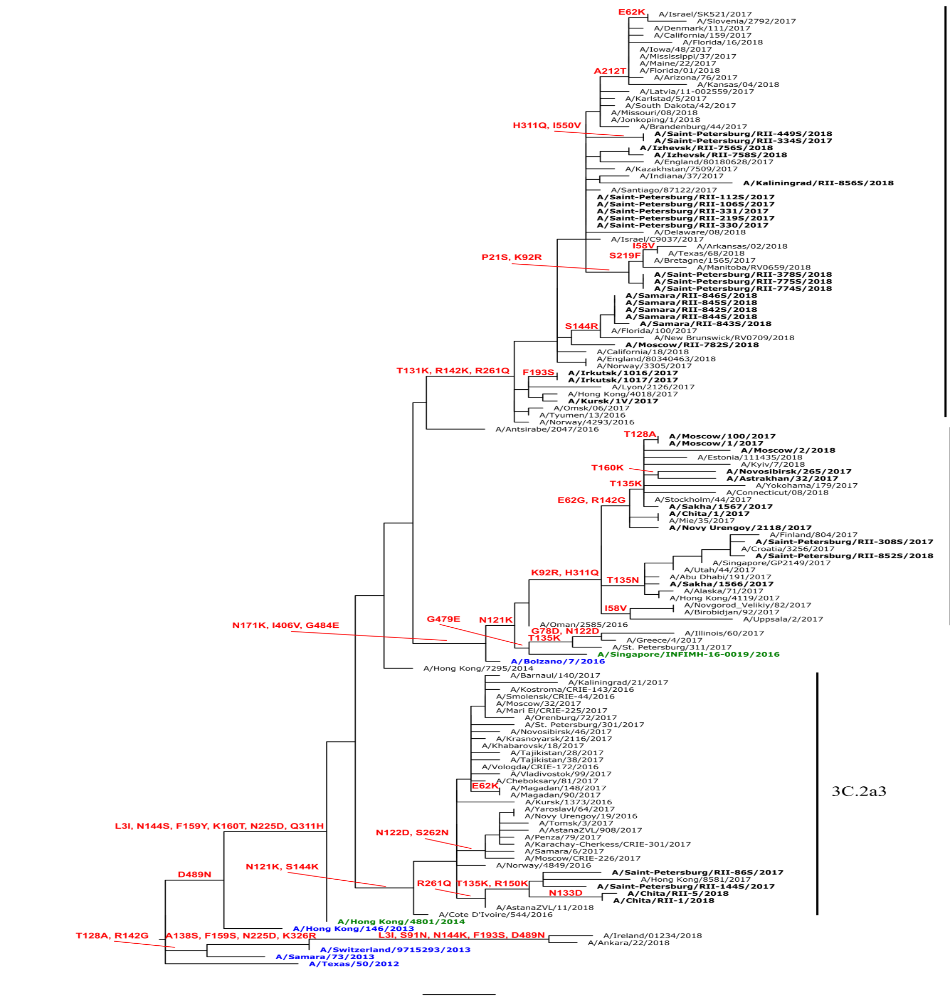 E62K
A/Israel/SK521/2017
A/Slovenia/2792/2017
A/Denmark/111/2017
A/California/159/2017
A/Florida/16/2018
A/Iowa/48/2017
A/Mississippi/37/2017
A/Maine/22/2017
A212T
A/Florida/01/2018
A/Arizona/76/2017
A/Kansas/04/2018
A/Latvia/11-002559/2017
A/Karlstad/5/2017
A/South Dakota/42/2017
A/Missouri/08/2018
A/Jonkoping/1/2018
H311Q, I550V
A/Brandenburg/44/2017
A/Saint-Petersburg/RII-449S/2018
A/Saint-Petersburg/RII-334S/2017
A/Izhevsk/RII-756S/2018
A/Izhevsk/RII-758S/2018
A/England/80180628/2017
A/Kazakhstan/7509/2017
A/Indiana/37/2017
A/Kaliningrad/RII-856S/2018
A/Santiago/87122/2017
A/Saint-Petersburg/RII-112S/2017
A/Saint-Petersburg/RII-106S/2017
A/Saint-Petersburg/RII-331/2017
A/Saint-Petersburg/RII-219S/2017
A/Saint-Petersburg/RII-330/2017
A/Delaware/08/2018
A/Israel/C9037/2017
I58V
A/Arkansas/02/2018
A/Texas/68/2018
P21S, K92R
S219F
A/Bretagne/1565/2017
A/Manitoba/RV0659/2018
A/Saint-Petersburg/RII-378S/2018
A/Saint-Petersburg/RII-775S/2018
A/Saint-Petersburg/RII-774S/2018
A/Samara/RII-846S/2018
A/Samara/RII-845S/2018
A/Samara/RII-842S/2018
A/Samara/RII-844S/2018
A/Samara/RII-843S/2018
S144R
A/Florida/100/2017
A/New Brunswick/RV0709/2018
A/Moscow/RII-782S/2018
A/California/18/2018
A/England/80340463/2018
A/Norway/3305/2017
T131K, R142K, R261Q
F193S
A/Irkutsk/1016/2017
A/Irkutsk/1017/2017
A/Lyon/2126/2017
A/Hong Kong/4018/2017
A/Kursk/1V/2017
A/Omsk/06/2017
A/Tyumen/13/2016
A/Norway/4293/2016
A/Antsirabe/2047/2016
T128A
A/Moscow/100/2017
A/Moscow/1/2017
A/Moscow/2/2018
A/Estonia/111435/2018
A/Kyiv/7/2018
T160K
A/Novosibirsk/265/2017
A/Astrakhan/32/2017
T135K
A/Yokohama/179/2017
A/Connecticut/08/2018
E62G, R142G
A/Stockholm/44/2017
A/Sakha/1567/2017
A/Chita/1/2017
A/Mie/35/2017
A/Novy Urengoy/2118/2017
A/Finland/804/2017
A/Saint-Petersburg/RII-308S/2017
A/Croatia/3256/2017
A/Saint-Petersburg/RII-852S/2018
A/Singapore/GP2149/2017
A/Utah/44/2017
K92R, H311Q
T135N
A/Abu Dhabi/191/2017
A/Sakha/1566/2017
A/Alaska/71/2017
A/Hong Kong/4119/2017
I58V
A/Novgorod_Velikiy/82/2017
A/Birobidjan/92/2017
A/Uppsala/2/2017
G479E
N121K
A/Oman/2585/2016
N171K, I406V, G484E
G78D, N122D
T135K
A/Illinois/60/2017
A/Greece/4/2017
A/St. Petersburg/311/2017
A/Singapore/INFIMH-16-0019/2016
A/Bolzano/7/2016
A/Hong Kong/7295/2014
A/Barnaul/140/2017
A/Kaliningrad/21/2017
A/Kostroma/CRIE-143/2016
A/Smolensk/CRIE-44/2016
A/Moscow/32/2017
A/Mari El/CRIE-225/2017
A/Orenburg/72/2017
A/St. Petersburg/301/2017
A/Novosibirsk/46/2017
A/Krasnoyarsk/2116/2017
A/Khabarovsk/18/2017
A/Tajikistan/28/2017
A/Tajikistan/38/2017
A/Vologda/CRIE-172/2016
A/Vladivostok/99/2017
A/Cheboksary/81/2017
E62K
A/Magadan/148/2017
A/Magadan/90/2017
3C.2a3
A/Kursk/1373/2016
A/Yaroslavl/64/2017
A/Novy Urengoy/19/2016
A/Tomsk/3/2017
L3I, N144S, F159Y, K160T, N225D, Q311H
N122D, S262N
A/AstanaZVL/908/2017
A/Penza/79/2017
A/Karachay-Cherkess/CRIE-301/2017
A/Samara/6/2017
A/Moscow/CRIE-226/2017
A/Norway/4849/2016
N121K, S144K
D489N
A/Saint-Petersburg/RII-86S/2017
A/Hong Kong/8581/2017
R261Q
T135K, R150K
A/Saint-Petersburg/RII-144S/2017
N133D
A/Chita/RII-5/2018
A/Chita/RII-1/2018
A/AstanaZVL/11/2018
A/Cote D'Ivoire/544/2016
A/Hong Kong/4801/2014
A/Hong Kong/146/2013
T128A, R142G
A138S, F159S, N225D, K326R
L3I, S91N, N144K, F193S, D489N
A/Ireland/01234/2018
A/Ankara/22/2018
A/Switzerland/9715293/2013
A/Samara/73/2013
A/Texas/50/2012